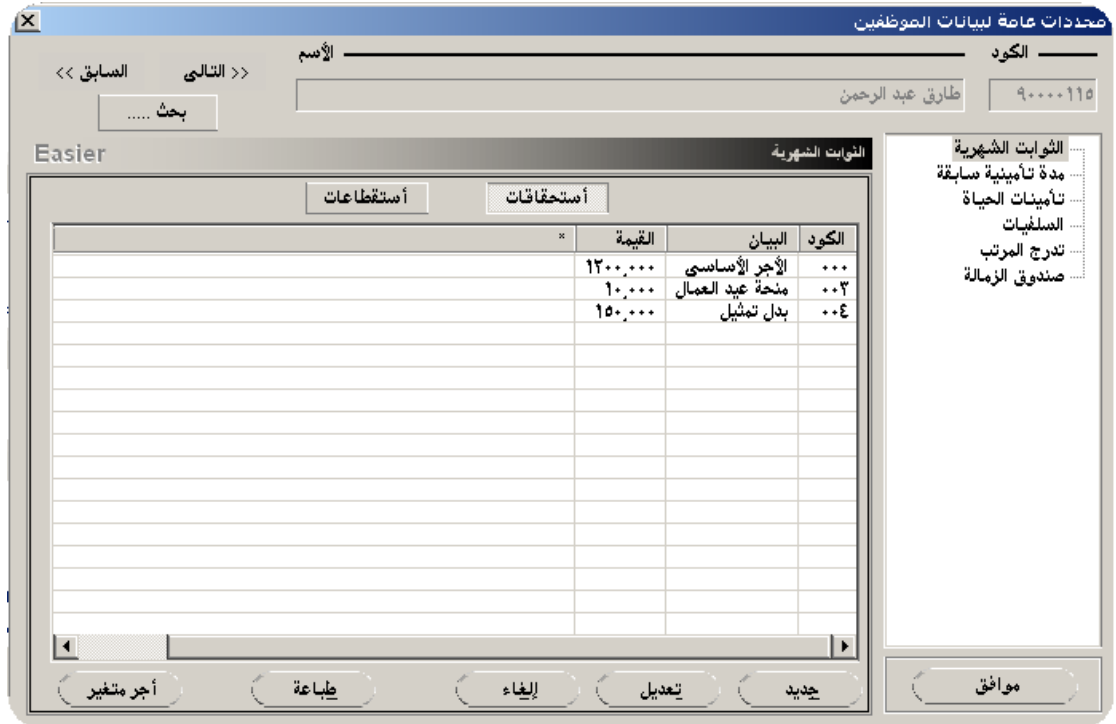 محددات عامة لبيانات الموظفين
الكود
الأسم
٩٠٠٠٠١١٥
طارق عبد الرحمن
<< التالى
السابق >>
بحث .....
الثوابت الشهرية
مدة تأمينية سابقة
تأمينات الحياة
السلفيات
تدرج المرتب
صندوق الزمالة
الثوابت الشهرية
Easier
أستحقاقات
أستقطاعات
الكود البيان القيمة *
٠٠٠ الأجر الأساسى ١٢٠٠,٠٠٠
٠٠٣ منحة عيد العمال ١٠,٠٠٠
٠٠٤ بدل تمثيل ١٥٠,٠٠٠
موافق
جديد
تعديل
إلغاء
طباعة
أجر متغير